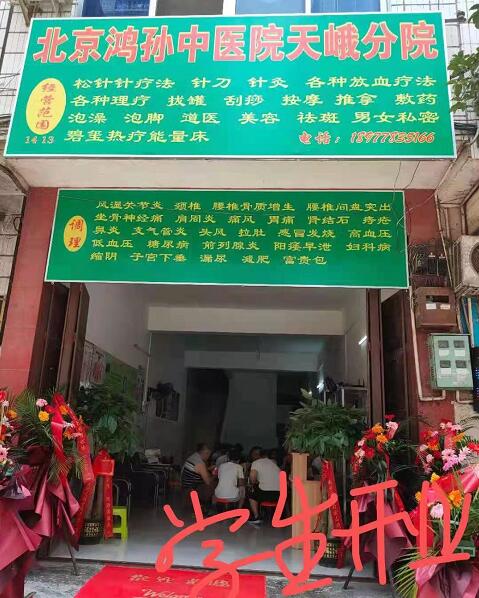 北京鸿孙中医院天峨分院
经营范围
1413
松针针疗法 针刀 针灸 各种放血疗法
各种理疗 拔罐 刮痧 按摩 推拿 敷药
泡澡 泡脚 道医 美容 祛斑 男女私密
碧玺热疗能量床
电话:18977835166
调理
风湿关节炎 颈椎 腰椎骨质增生 腰椎间盘突出
坐骨神经痛 肩周炎 痛风 胃痛 肾结石 痔疮
鼻炎 支气管炎 头风 拉肚 感冒发烧 高血压
低血压 糖尿病 前列腺炎 阳痿早泄 妇科病
缩阴 子宫下垂 漏尿 减肥 富贵包
学生开业
Welcome